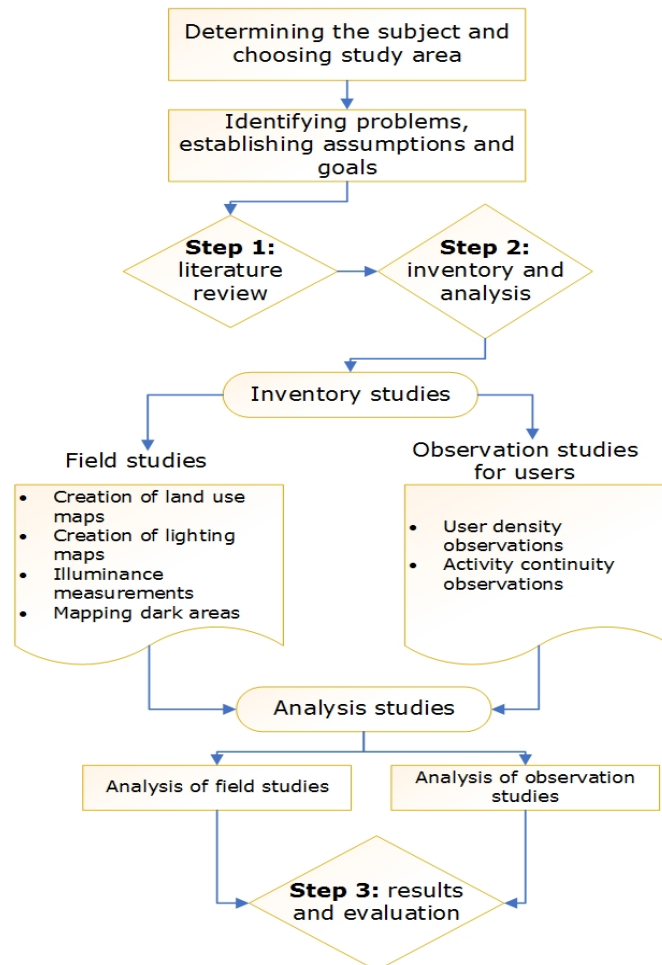 Determining the subject and
choosing study area
Identifying problems,
establishing assumptions and
goals
Step 1:
literature
review
Step 2:
inventory and
analysis
Inventory studies
Field studies
• Creation of land use
maps
• Creation of lighting
maps
• Illuminance
measurements
• Mapping dark areas
Observation studies
for users
• User density
observations
• Activity continuity
observations
Analysis studies
Analysis of field studies
Analysis of observation
studies
Step 3: results
and evaluation